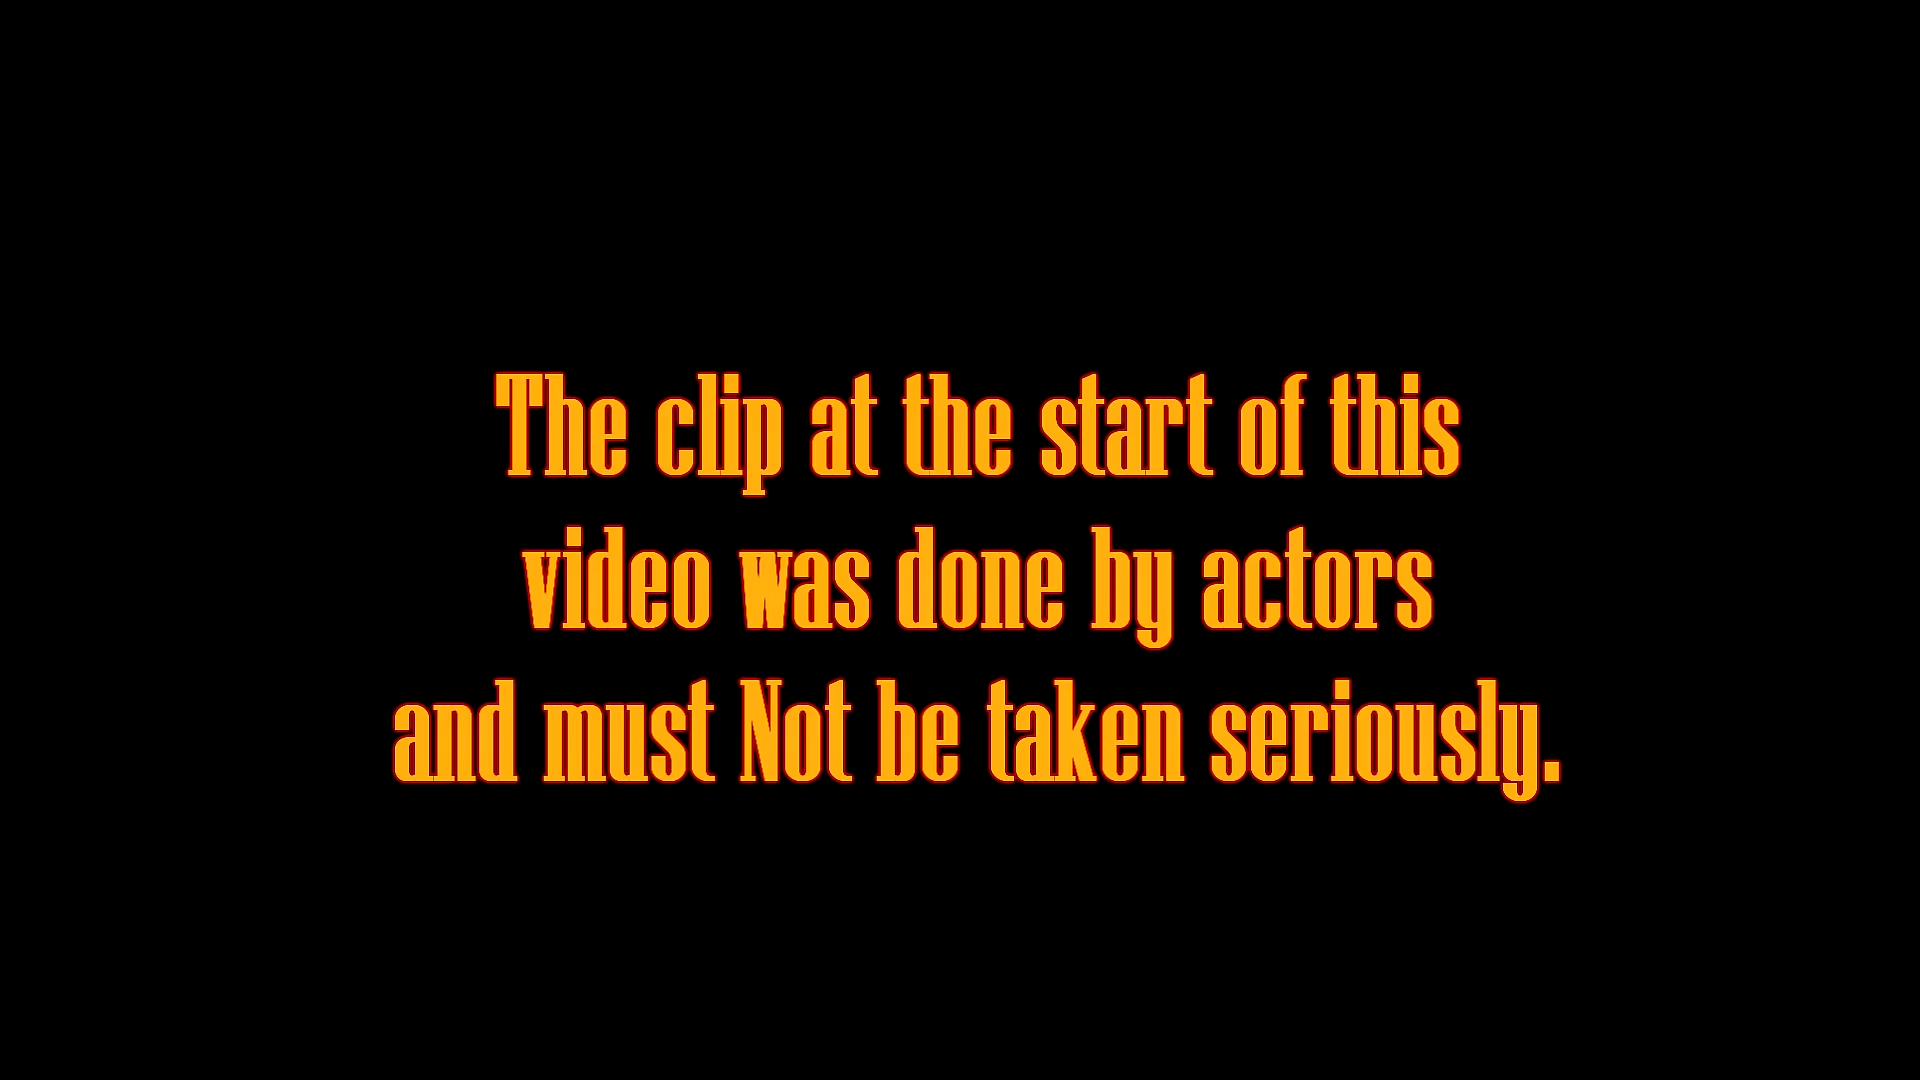 The clip at the start of this
video was done by actors
and must Not be taken seriously.